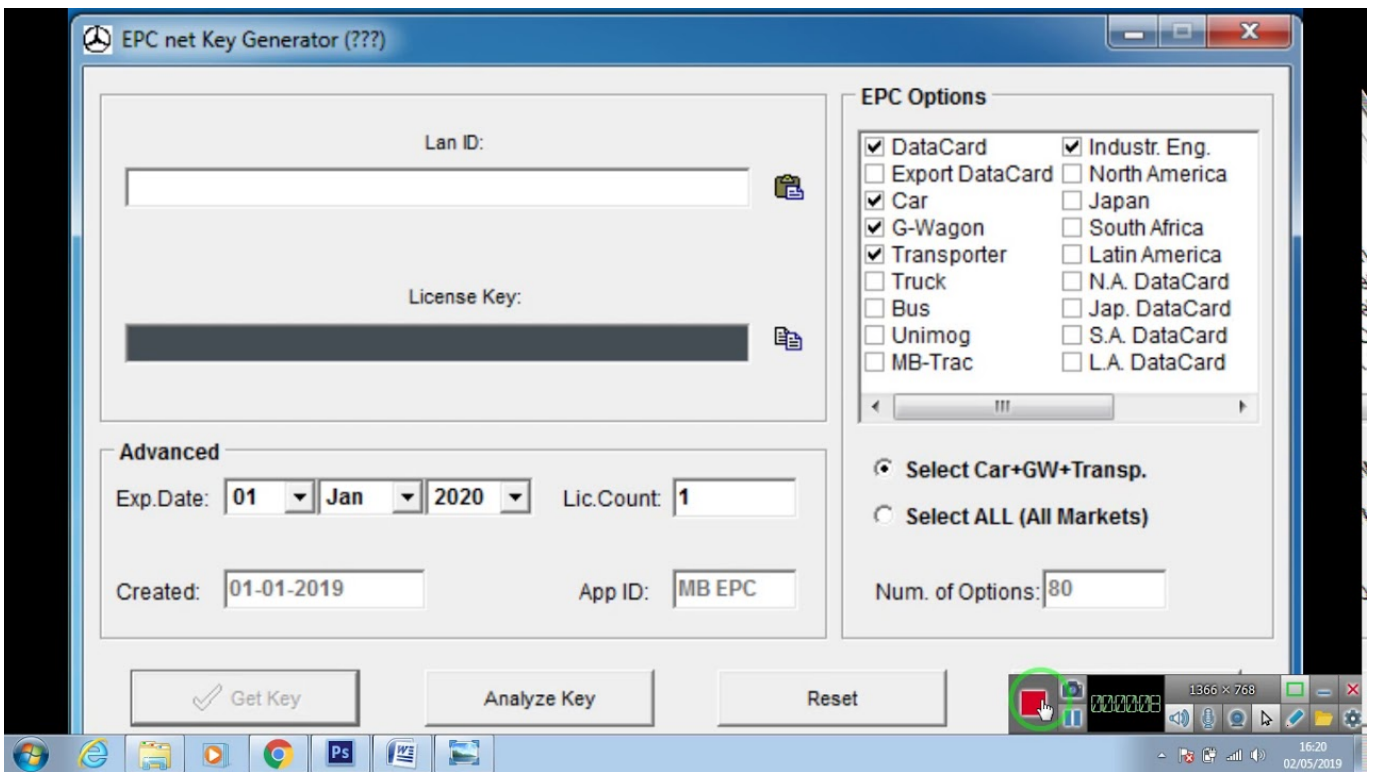 EPC net Key Generator (???)
Lan ID:
License Key:
EPC Options
DataCard
Export DataCard
Car
G-Wagon
Transporter
Truck
Bus
Unimog
MB-Trac
Industr. Eng.
North America
Japan
South Africa
Latin America
N.A. DataCard
Jap. DataCard
S.A. DataCard
L.A. DataCard
Select Car+GW+Transp.
Select ALL (All Markets)
Num. of Options: 80
Advanced
Exp.Date: 01 Jan 2020 Lic.Count: 1
Created: 01-01-2019 App ID: MB EPC
Get Key Analyze Key Reset
1366 × 768
Ps
16:20
02/05/2019